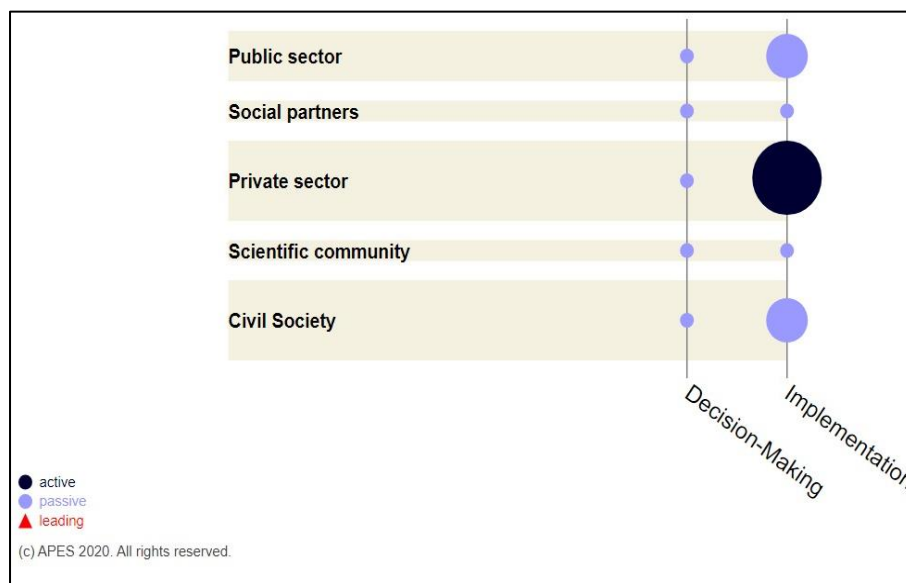 Public sector
Social partners
Private sector
Scientific community
Civil Society
Decision-Making
Implementation
active
passive
leading
(c) APES 2020. All rights reserved.